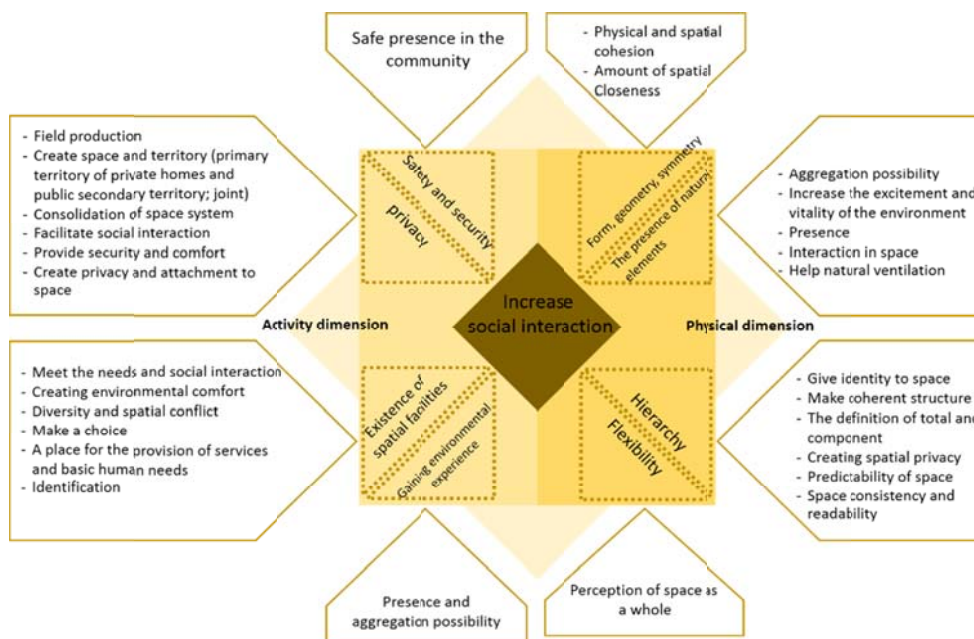 Safe presence in the
community
- Physical and spatial
cohesion
- Amount of spatial
Closeness
- Field production
- Create space and territory (primary
territory of private homes and
public secondary territory; joint)
- Consolidation of space system
- Facilitate social interaction
- Provide security and comfort
- Create privacy and attachment to
space
Safety and security
privacy
Form, geometry, symmetry
The presence of natural
elements
- Aggregation possibility
- Increase the excitement and
vitality of the environment
- Presence
- Interaction in space
- Help natural ventilation
Activity dimension
Increase
social interaction
Physical dimension
- Meet the needs and social interaction
- Creating environmental comfort
- Diversity and spatial conflict
- Make a choice
- A place for the provision of services
and basic human needs
- Identification
Existence of
spatial facilities
Gaining environmental
experience
Hierarchy
Flexibility
- Give identity to space
- Make coherent structure
- The definition of total and
component
- Creating spatial privacy
- Predictability of space
- Space consistency and
readability
Presence and
aggregation possibility
Perception of space as
a whole